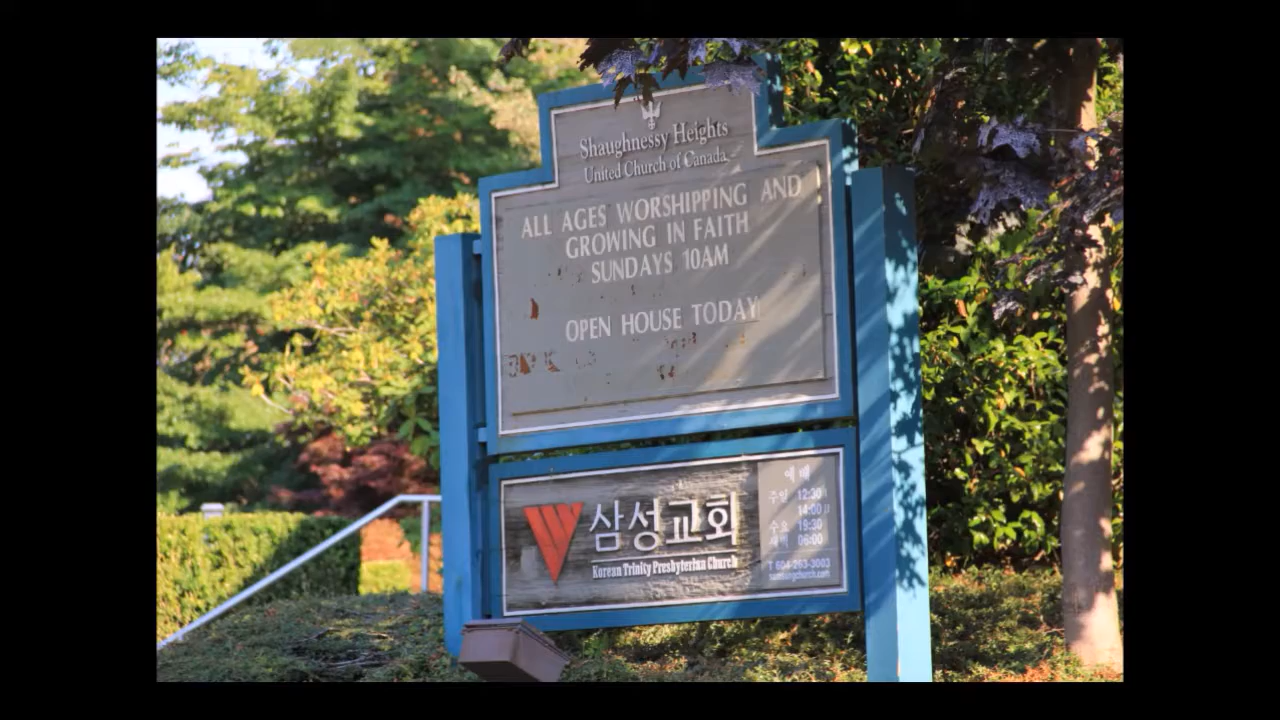 Shaughnessy Heights
United Church of Canada
ALL AGES WORSHIPPING AND
GROWING IN FAITH
SUNDAYS 10AM
OPEN HOUSE TODAY
삼성교회
Korean Trinity Presbyterian Church
예배
주일 12:30
14:00
수요 19:30
새벽 06:00
T 604-263-3003